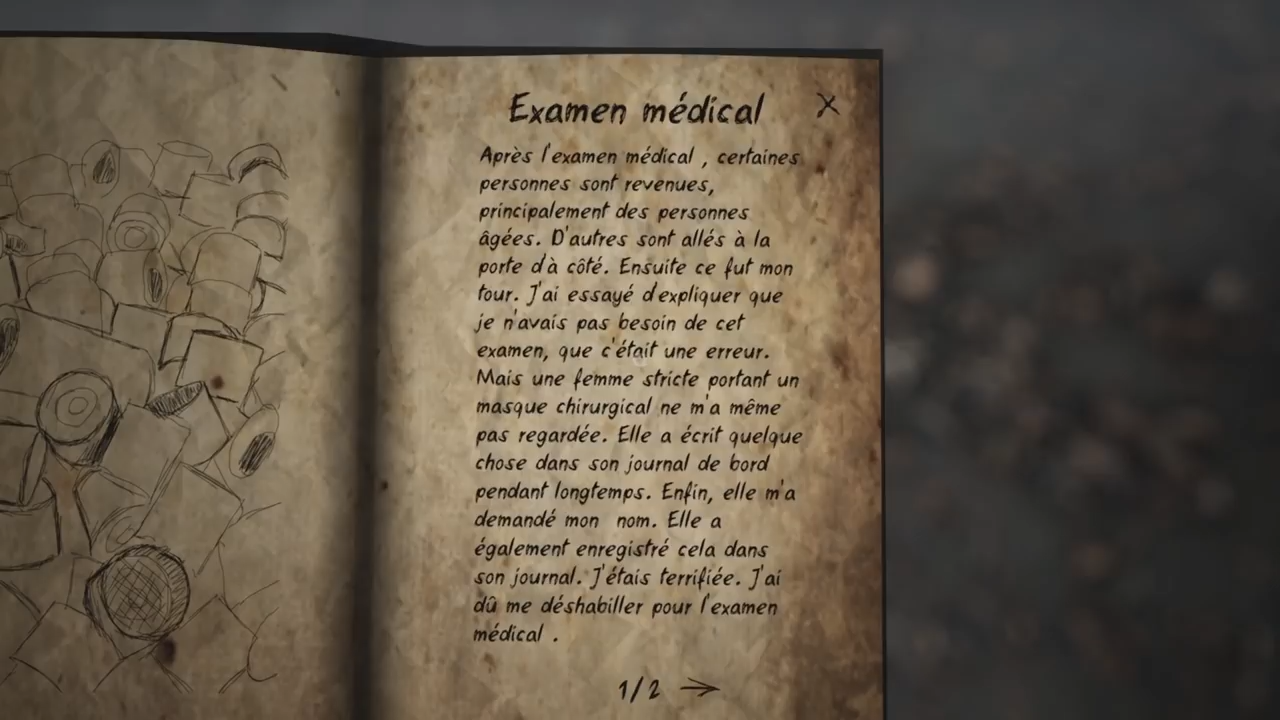 Examen médical
Après l'examen médical , certaines
personnes sont revenues,
principalement des personnes
âgées. D'autres sont allés à la
porte d'à côté. Ensuite ce fut mon
tour. J'ai essayé d'expliquer que
je n'avais pas besoin de cet
examen, que c'était une erreur.
Mais une femme stricte portant un
masque chirurgical ne m'a même
pas regardée. Elle a écrit quelque
chose dans son journal de bord
pendant longtemps. Enfin, elle m'a
demandé mon nom. Elle a
également enregistré cela dans
son journal. J'étais terrifiée. J'ai
dû me déshabiller pour l'examen
médical .
1/2